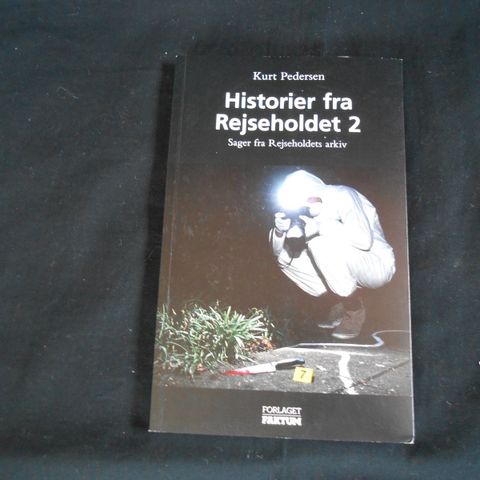 Kurt Pedersen
Historier fra
Rejseholdet 2
Sager fra Rejseholdets arkiv
7
FORLAGET
FAKTUM